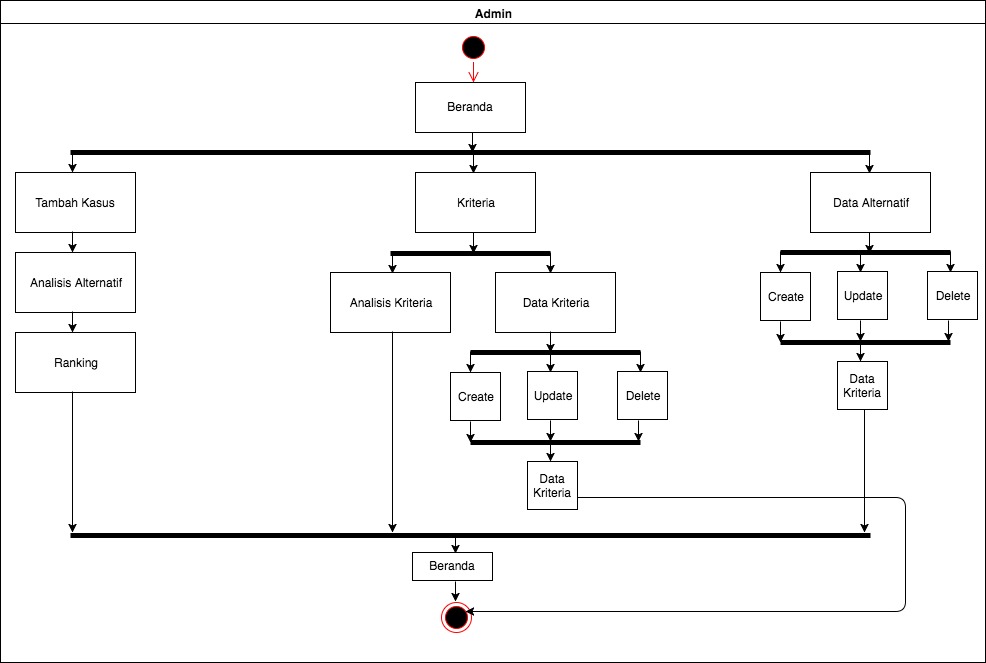 Admin
Beranda
Tambah Kasus
Kriteria
Data Alternatif
Analisis Alternatif
Analisis Kriteria
Data Kriteria
Create
Update
Delete
Ranking
Create
Update
Delete
Data
Kriteria
Data
Kriteria
Beranda